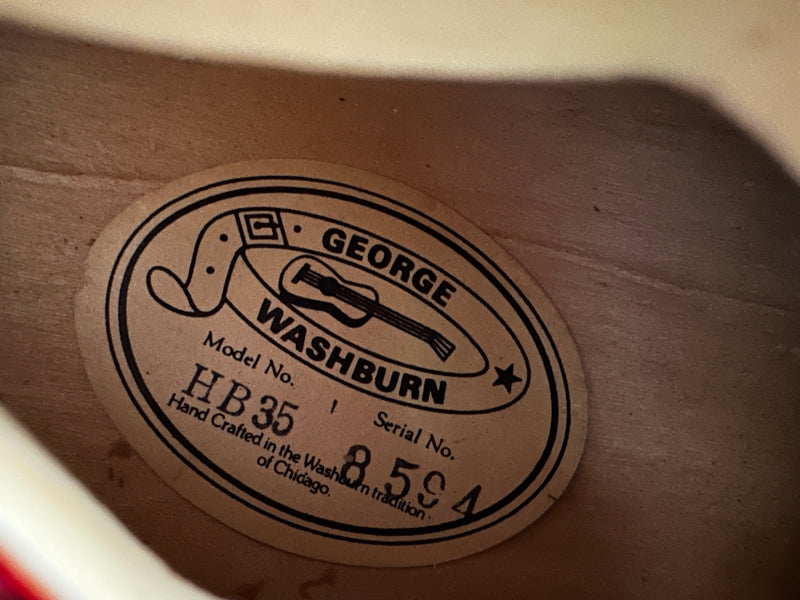 GEORGE
WASHBURN
Model No.
HB35
Serial No.
8594
Hand Crafted in the Washburn tradition
of Chicago.